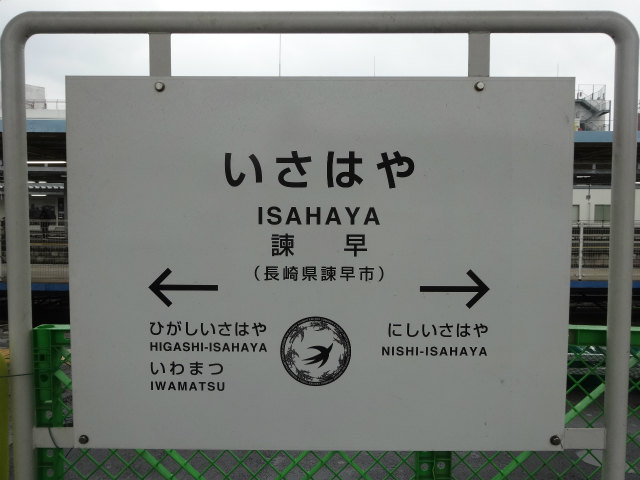 いさはや
ISAHAYA
諫早
(長崎県諫早市)
← →
ひがしいさはや
HIGASHI-ISAHAYA
いわまつ
IWAMATSU
にしいさはや
NISHI-ISAHAYA